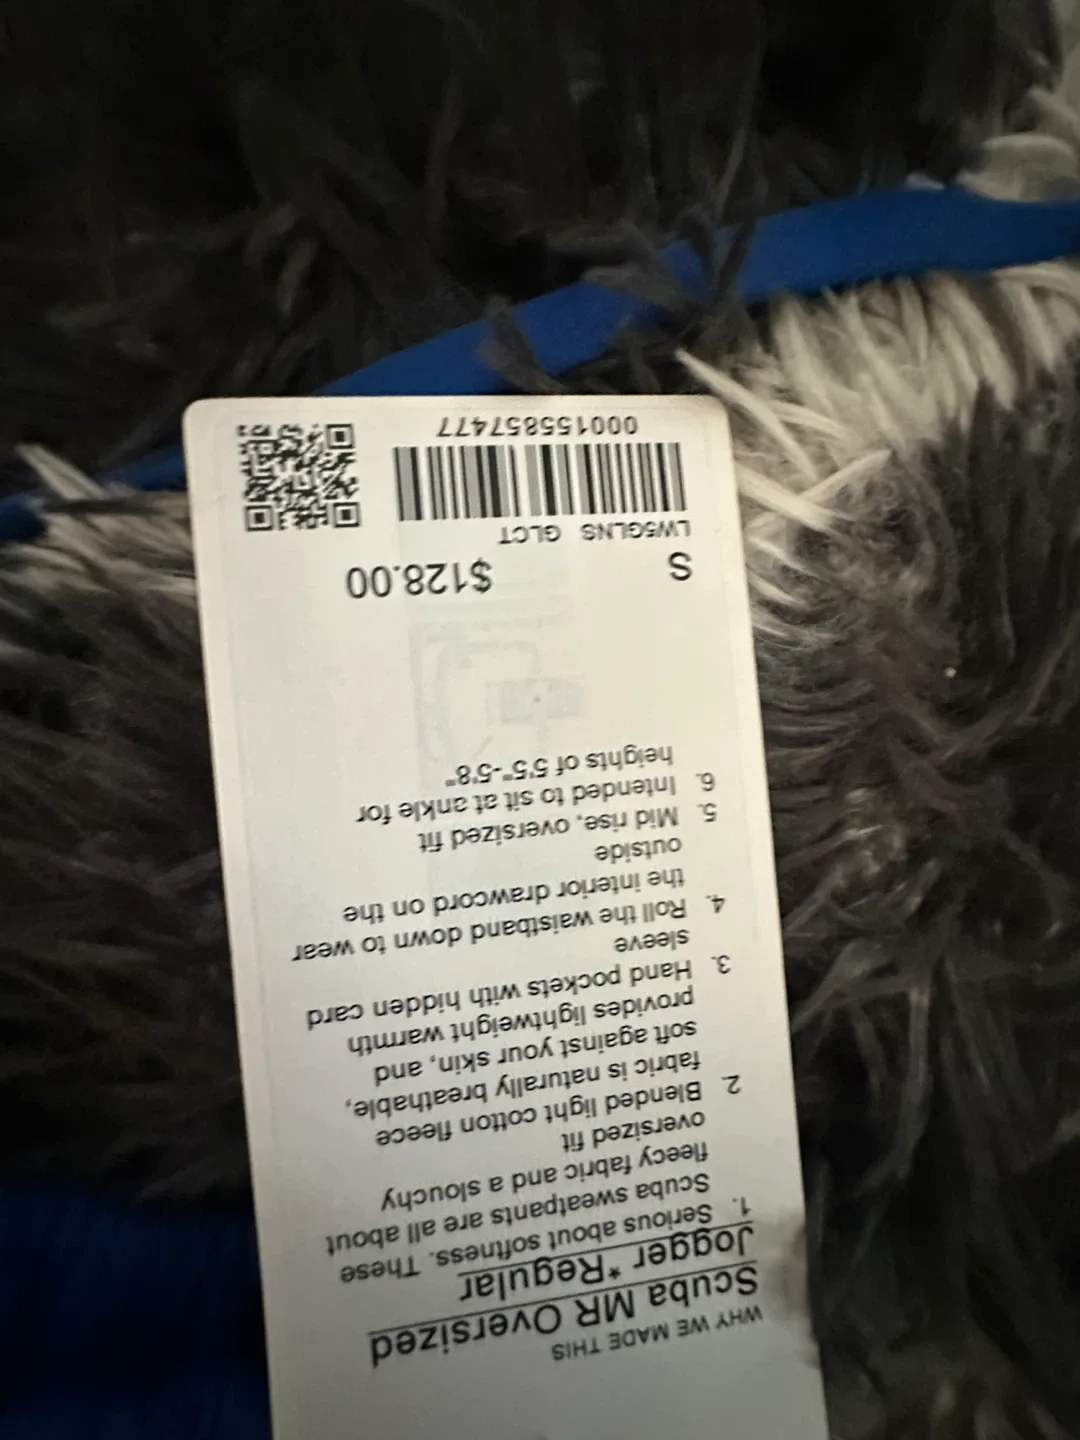 WHY WE MADE THIS
Scuba MR Oversized
Jogger *Regular
1. Serious about softness. These
Scuba sweatpants are all about
fleecy fabric and a slouchy
oversized fit
2. Blended light cotton fleece
fabric is naturally breathable,
soft against your skin, and
provides lightweight warmth
3. Hand pockets with hidden card
sleeve
4. Roll the waistband down to wear
the interior drawcord on the
outside
5. Mid rise, oversized fit
6. Intended to sit at ankle for
heights of 5'5"-5'8"
S $128.00
LW5GLNS GLCT
000155857477